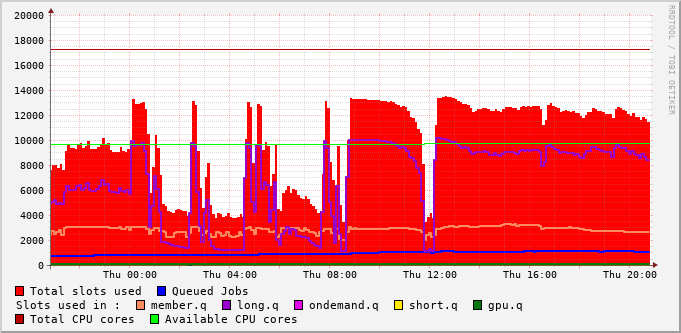 20000
18000
16000
14000
12000
10000
8000
6000
4000
2000
0
Thu 00:00 Thu 04:00 Thu 08:00 Thu 12:00 Thu 16:00 Thu 20:00
RRDTOOL / TOBI OETIKER
Total slots used Queued Jobs
Slots used in : member.q long.q ondemand.q short.q gpu.q
Total CPU cores Available CPU cores